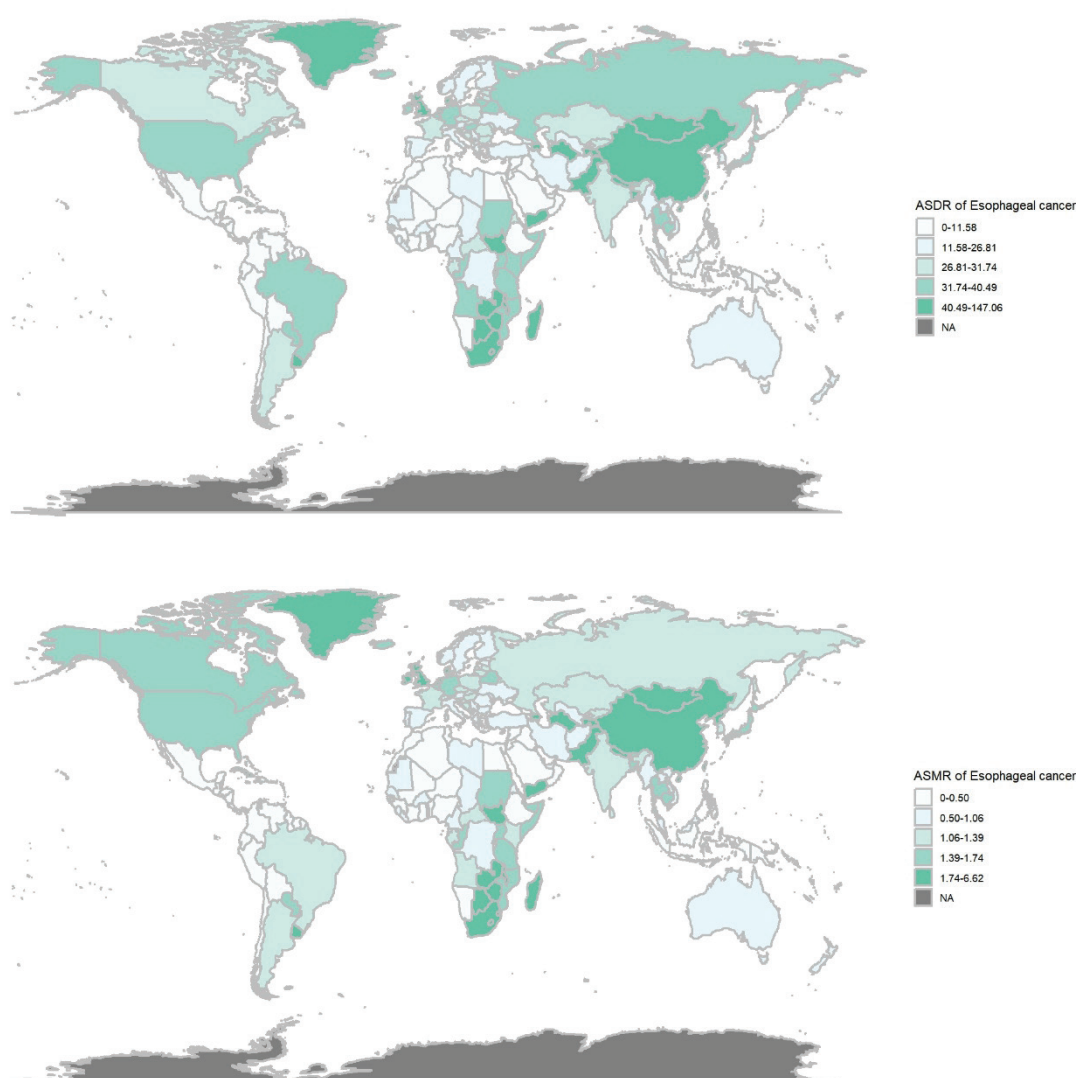 ASDR of Esophageal cancer
0-11.58
11.58-26.81
26.81-31.74
31.74-40.49
40.49-147.06
NA
ASMR of Esophageal cancer
0-0.50
0.50-1.06
1.06-1.39
1.39-1.74
1.74-6.62
NA